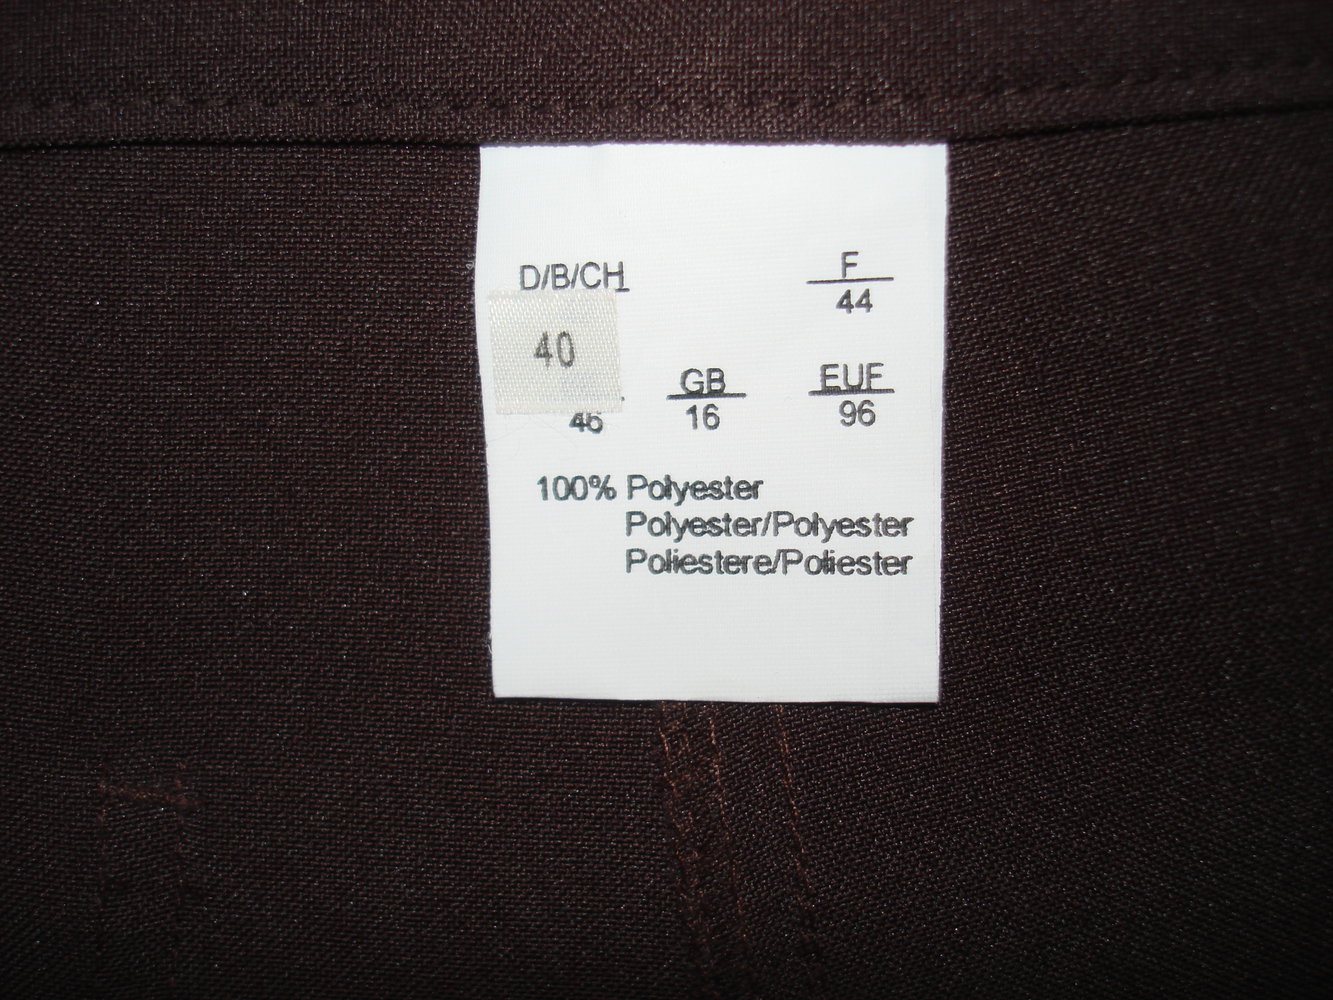 D/B/CH F
44
40
GB EUF
46 16 96
100% Polyester
Polyester/Polyester
Poliestere/Poliester